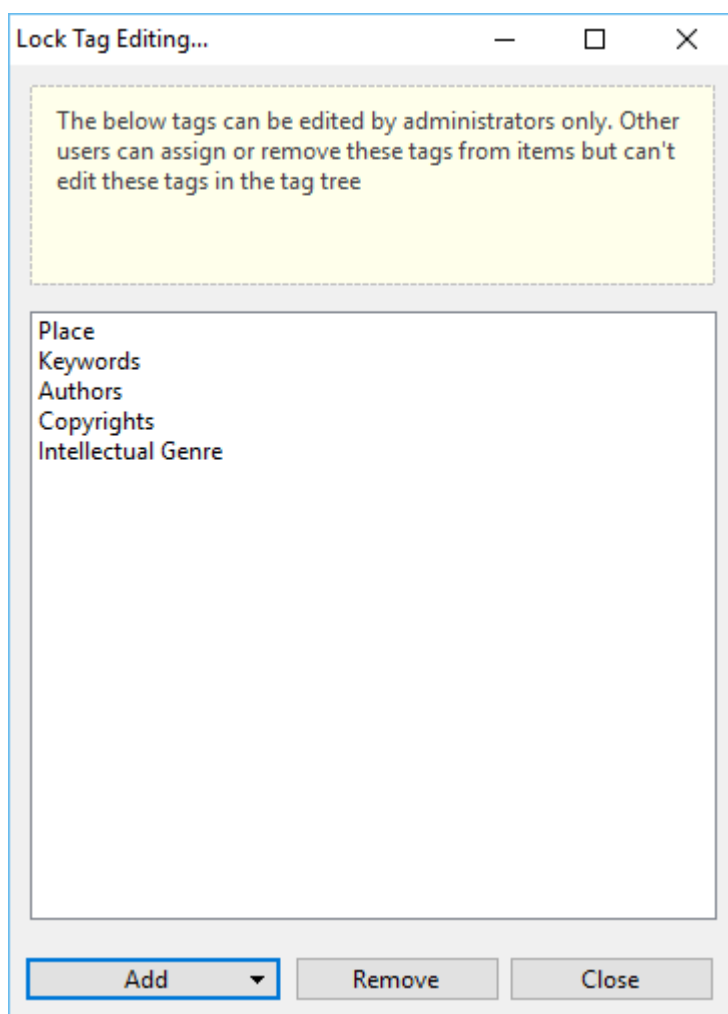 Lock Tag Editing...
The below tags can be edited by administrators only. Other
users can assign or remove these tags from items but can't
edit these tags in the tag tree
Place
Keywords
Authors
Copyrights
Intellectual Genre
Add
Remove
Close